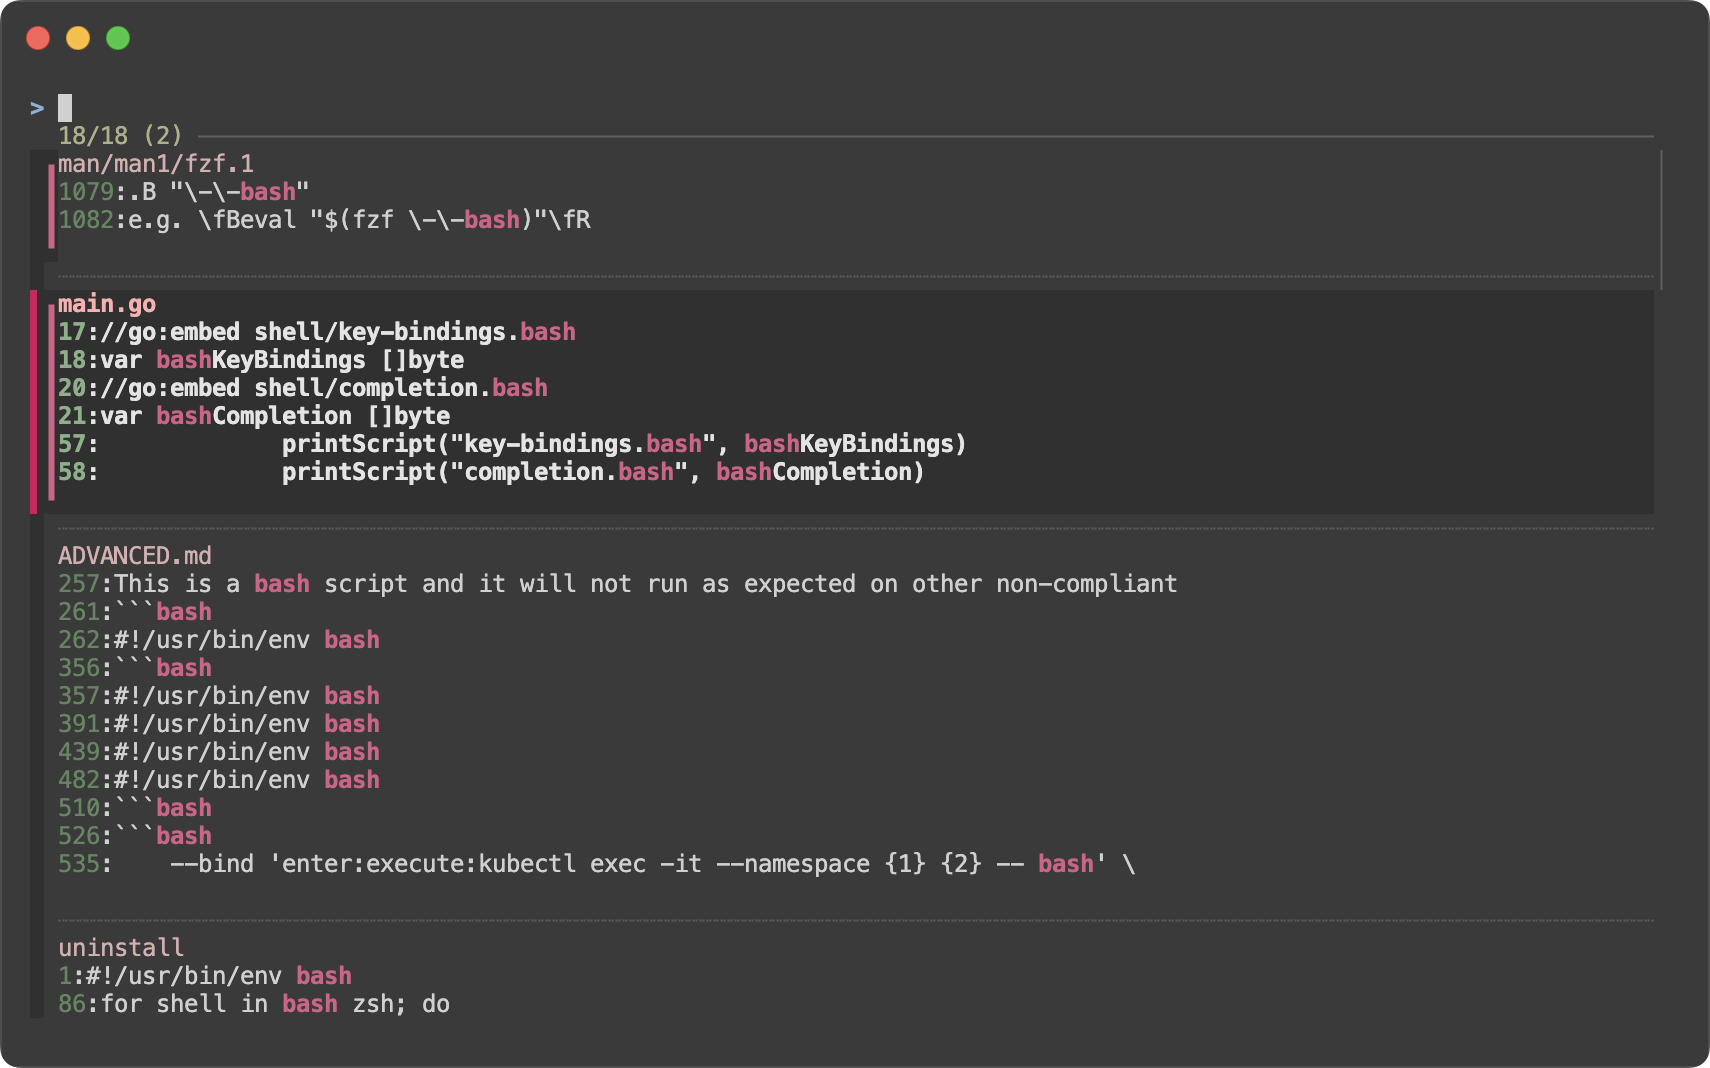 >
18/18 (2)
man/man1/fzf.1
1079:.B "\-\-bash"
1082:e.g. \fBeval "$(fzf \-\-bash)"\fR
main.go
17://go:embed shell/key-bindings.bash
18:var bashKeyBindings []byte
20://go:embed shell/completion.bash
21:var bashCompletion []byte
57:             printScript("key-bindings.bash", bashKeyBindings)
58:             printScript("completion.bash", bashCompletion)
ADVANCED.md
257:This is a bash script and it will not run as expected on other non-compliant
261:```bash
262:#!/usr/bin/env bash
356:```bash
357:#!/usr/bin/env bash
391:#!/usr/bin/env bash
439:#!/usr/bin/env bash
482:#!/usr/bin/env bash
510:```bash
526:```bash
535:    --bind 'enter:execute:kubectl exec -it --namespace {1} {2} -- bash' \
uninstall
1:#!/usr/bin/env bash
86:for shell in bash zsh; do